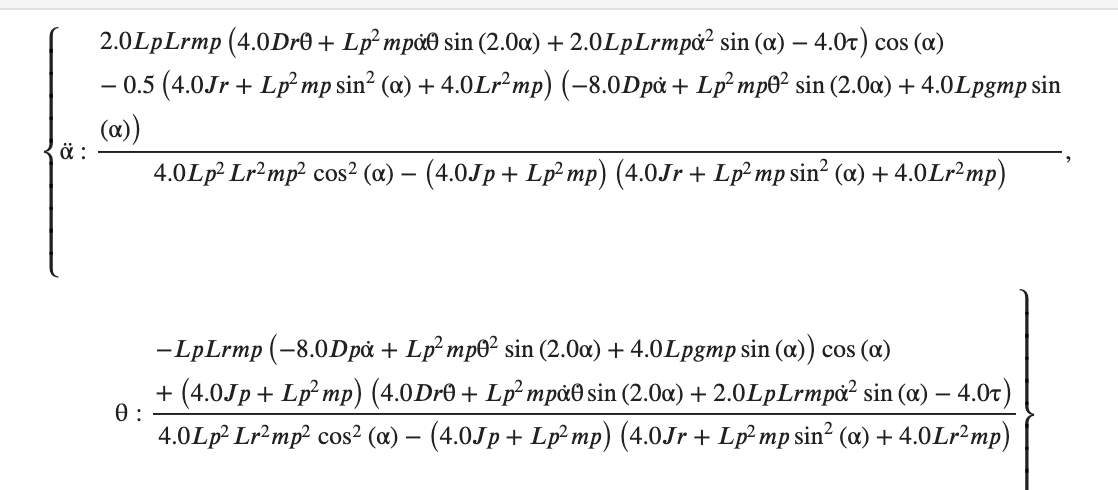 2.0LpLrmp (4.0Drθ + Lp² mpα̇θ sin (2.0α) + 2.0LpLrmpα̇² sin (α) − 4.0τ) cos (α)
− 0.5 (4.0Jr + Lp² mp sin² (α) + 4.0Lr² mp) (−8.0Dpα̇ + Lp² mpθ² sin (2.0α) + 4.0Lpgmp sin
(α))
α̈ :
4.0Lp² Lr² mp² cos² (α) − (4.0Jp + Lp² mp) (4.0Jr + Lp² mp sin² (α) + 4.0Lr² mp) ,
−LpLrmp (−8.0Dpα̇ + Lp² mpθ² sin (2.0α) + 4.0Lpgmp sin (α)) cos (α)
+ (4.0Jp + Lp² mp) (4.0Drθ + Lp² mpα̇θ sin (2.0α) + 2.0LpLrmpα̇² sin (α) − 4.0τ)
θ :
4.0Lp² Lr² mp² cos² (α) − (4.0Jp + Lp² mp) (4.0Jr + Lp² mp sin² (α) + 4.0Lr² mp)